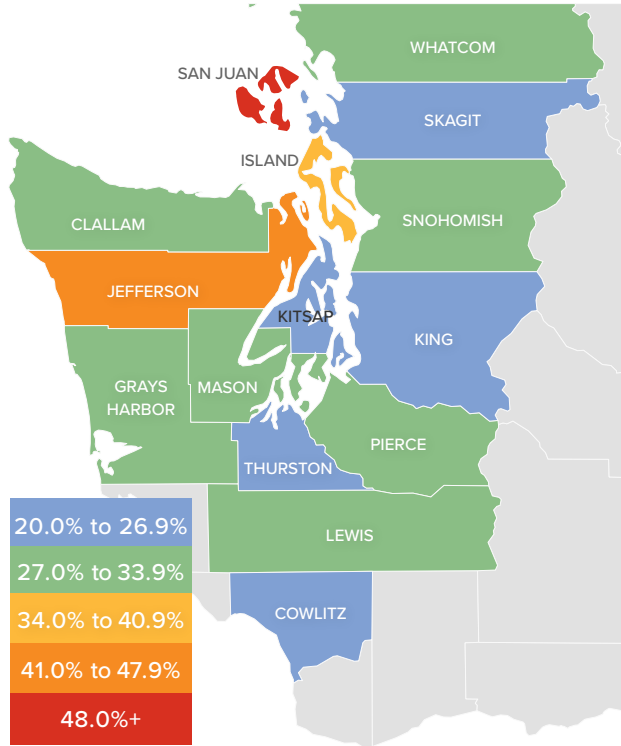 WHATCOM
SAN JUAN
SKAGIT
ISLAND
SNOHOMISH
CLALLAM
JEFFERSON
KITSAP
KING
GRAYS
HARBOR
MASON
PIERCE
THURSTON
LEWIS
COWLITZ
20.0% to 26.9%
27.0% to 33.9%
34.0% to 40.9%
41.0% to 47.9%
48.0%+